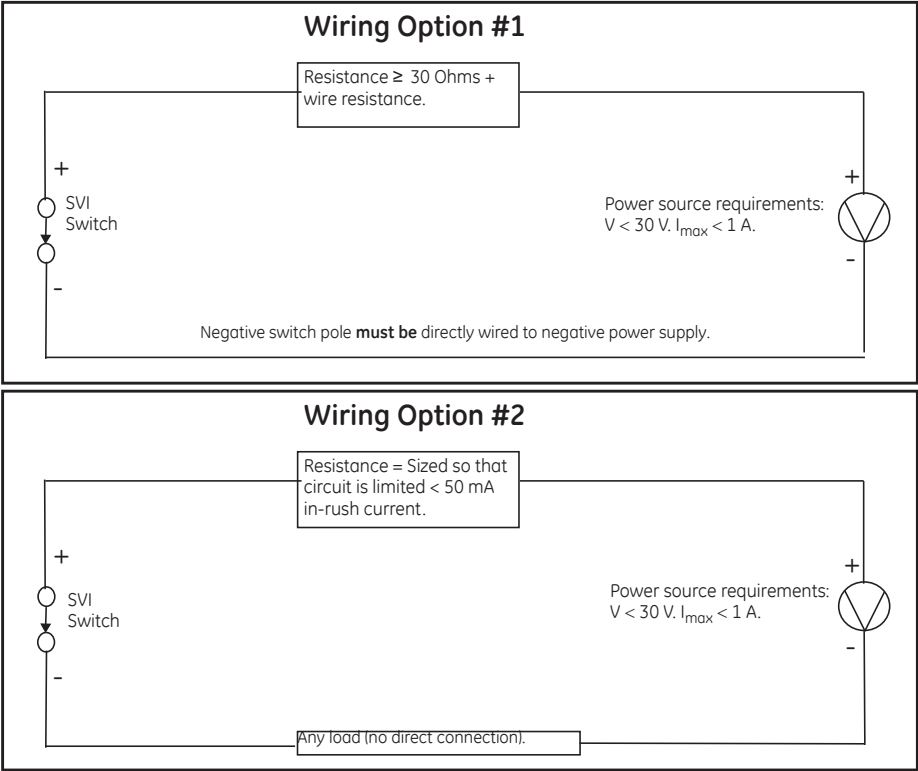 Wiring Option #1
Resistance ≥ 30 Ohms +
wire resistance.
+
SVI
Switch
-
+
Power source requirements:
V < 30 V. Imax < 1 A.
-
Negative switch pole must be directly wired to negative power supply.
Wiring Option #2
Resistance = Sized so that
circuit is limited < 50 mA
in-rush current.
+
SVI
Switch
-
+
Power source requirements:
V < 30 V. Imax < 1 A.
-
Any load (no direct connection).